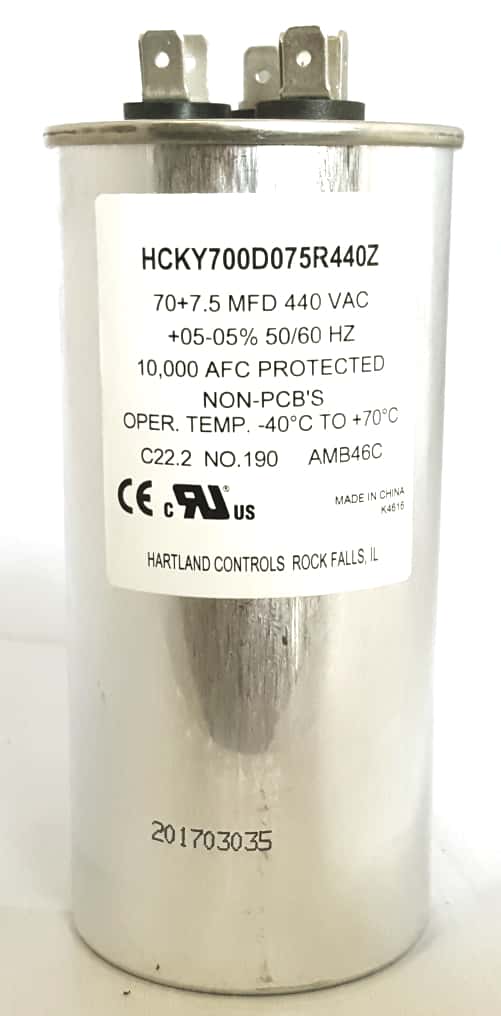 HCKY700D075R440Z
70+7.5 MFD 440 VAC
+05-05% 50/60 HZ
10,000 AFC PROTECTED
NON-PCB'S
OPER. TEMP. -40°C TO +70°C
C22.2 NO.190 AMB46C
CE c RU® US
MADE IN CHINA
K4616
HARTLAND CONTROLS ROCK FALLS, IL
201703035